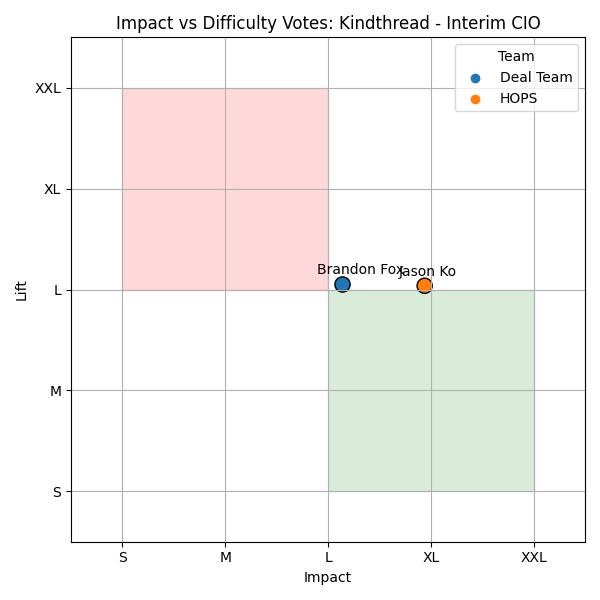 Impact vs Difficulty Votes: Kindthread - Interim CIO
Team
Deal Team
HOPS
XXL
XL
L
M
S
Lift
Brandon Fox
Jason Ko
S
M
L
XL
XXL
Impact